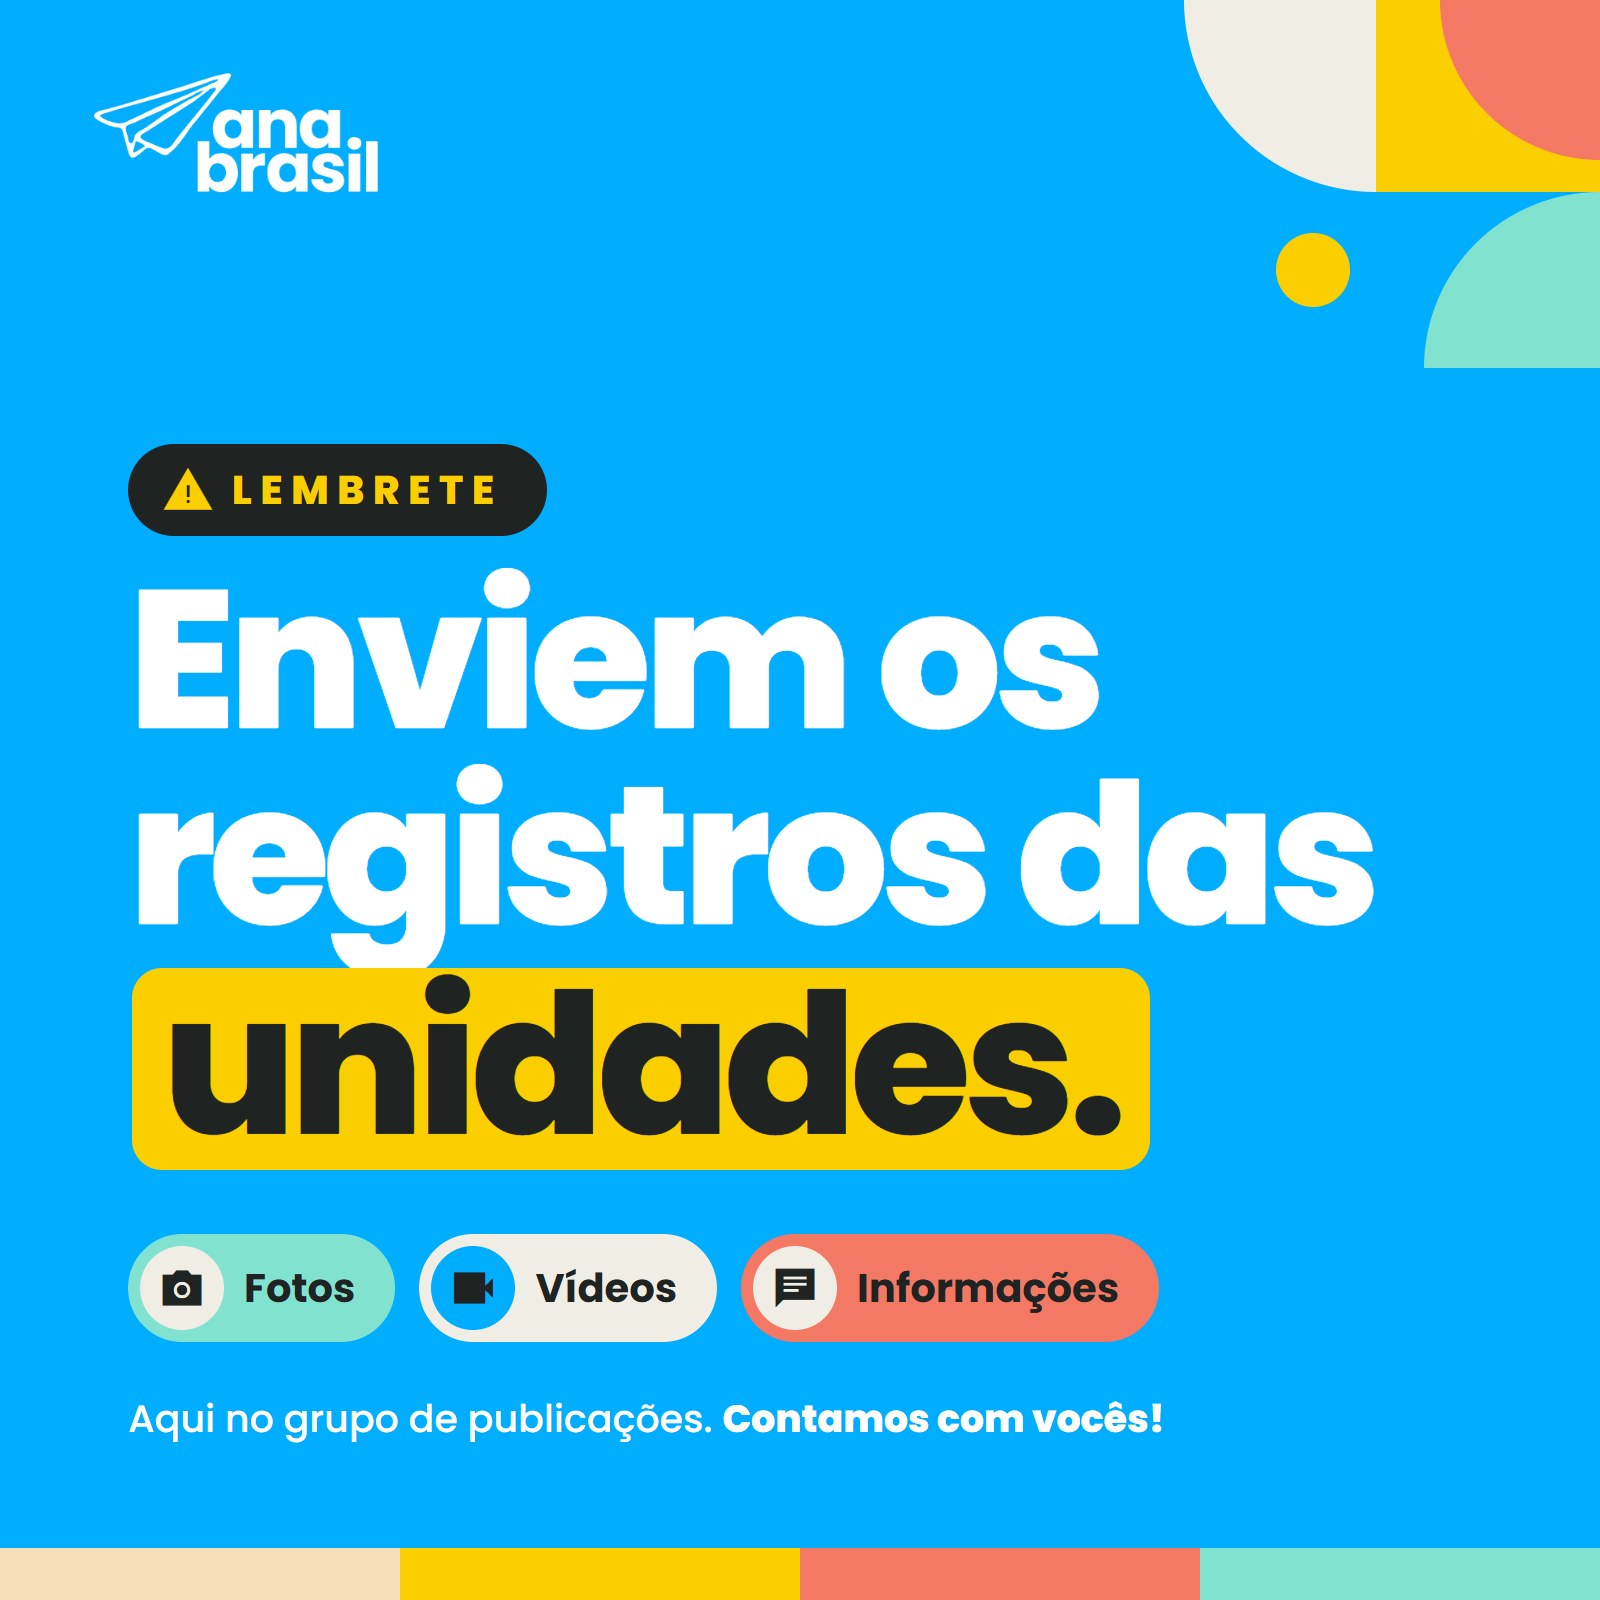 ana
brasil
LEMBRETE
Enviem os
registros das
unidades.
Fotos
Vídeos
Informações
Aqui no grupo de publicações. Contamos com vocês!